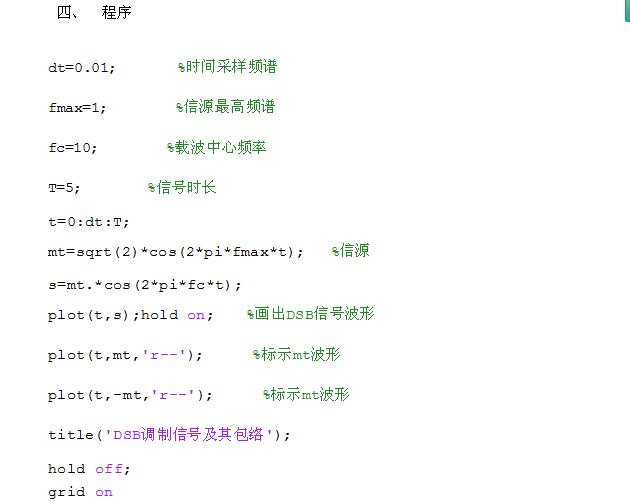 四、 程序
dt=0.01; %时间采样频谱
fmax=1; %信源最高频谱
fc=10; %载波中心频率
T=5; %信号时长
t=0:dt:T;
mt=sqrt(2)*cos(2*pi*fmax*t); %信源
s=mt.*cos(2*pi*fc*t);
plot(t,s);hold on; %画出DSB信号波形
plot(t,mt,'r--'); %标示mt波形
plot(t,-mt,'r--'); %标示mt波形
title('DSB调制信号及其包络');
hold off;
grid on